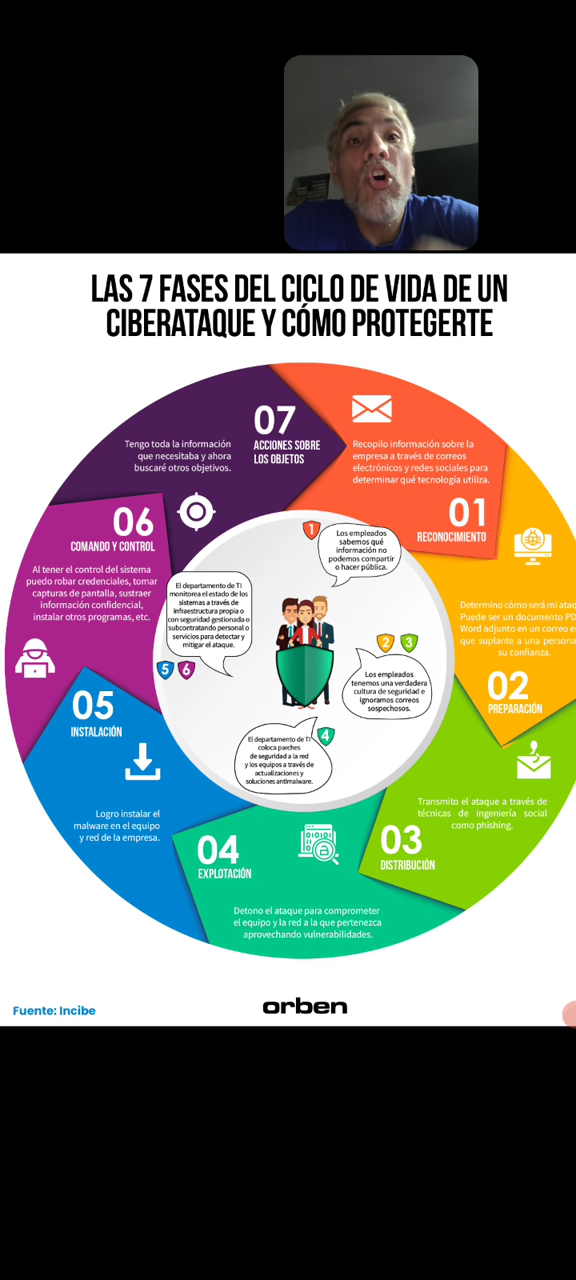 LAS 7 FASES DEL CICLO DE VIDA DE UN
CIBERATAQUE Y CÓMO PROTEGERTE
01
RECONOCIMIENTO
Recopilo información sobre la
empresa a través de correos
electrónicos y redes sociales para
determinar qué tecnología utiliza.
02
PREPARACIÓN
Determino cómo será mi
Puede ser un documento
Word adjunto en un correo
que suplante a una
su confianza.
03
DISTRIBUCIÓN
Transmito el ataque a través de
técnicas de ingeniería social
como phishing.
04
EXPLOTACIÓN
Detono el ataque para comprometer
el equipo y la red a la que pertenezca
aprovechando vulnerabilidades.
05
INSTALACIÓN
Logro instalar el
malware en el equipo
y red de la empresa.
06
COMANDO Y CONTROL
Al tener el control del sistema
puedo robar credenciales, tomar
capturas de pantalla, sustraer
información confidencial,
instalar otros programas, etc.
07
ACCIONES SOBRE
LOS OBJETOS
Tengo toda la información
que necesitaba y ahora
buscaré otros objetivos.
1
Los empleados
sabemos qué
información no
podemos compartir
o hacer pública.
2 3
Los empleados
tenemos una verdadera
cultura de seguridad e
ignoramos correos
sospechosos.
4
El departamento de TI
coloca parches
de seguridad a la red
y los equipos a través de
actualizaciones y
soluciones antimalware.
5 6
El departamento de TI
monitorea el estado de los
sistemas a través de
infraestructura propia o
con seguridad gestionada o
subcontratando personal o
servicios para detectar y
mitigar el ataque.
Fuente: Incibe
orben